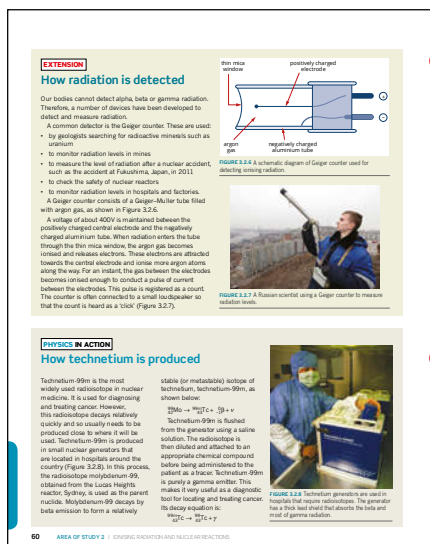 EXTENSION
How radiation is detected
Our bodies cannot detect alpha, beta or gamma radiation.
Therefore, a number of devices have been developed to
detect and measure radiation.
A common detector is the Geiger counter. These are used:
• by geologists searching for radioactive minerals such as
uranium
• to monitor radiation levels in mines
• to measure the level of radiation after a nuclear accident,
such as the accident at Fukushima, Japan, in 2011
• to check the safety of nuclear reactors
• to monitor radiation levels in hospitals and factories.
A Geiger counter consists of a Geiger–Muller tube filled
with argon gas, as shown in Figure 3.2.6.
A voltage of about 400V is maintained between the
positively charged central electrode and the negatively
charged aluminium tube. When radiation enters the tube
through the thin mica window, the argon gas becomes
ionised and releases electrons. These electrons are attracted
towards the central electrode and ionise more argon atoms
along the way. For an instant, the gas between the electrodes
becomes ionised enough to conduct a pulse of current
between the electrodes. This pulse is registered as a count.
The counter is often connected to a small loudspeaker so
that the count is heard as a 'click' (Figure 3.2.7).
thin mica
window
positively charged
electrode
+
−
argon
gas
negatively charged
aluminium tube
FIGURE 3.2.6 A schematic diagram of Geiger counter used for
detecting ionising radiation.
FIGURE 3.2.7 A Russian scientist using a Geiger counter to measure
radiation levels.
PHYSICS IN ACTION
How technetium is produced
Technetium-99m is the most
widely used radioisotope in nuclear
medicine. It is used for diagnosing
and treating cancer. However,
this radioisotope decays relatively
quickly and so usually needs to be
produced close to where it will be
used. Technetium-99m is produced
in small nuclear generators that
are located in hospitals around the
country (Figure 3.2.8). In this process,
the radioisotope molybdenum-99,
obtained from the Lucas Heights
reactor, Sydney, is used as the parent
nuclide. Molybdenum-99 decays by
beta emission to form a relatively
stable (or metastable) isotope of
technetium, technetium-99m, as
shown below:
⁹⁹₄₂Mo → ⁹⁹ᵐ₄₃Tc + ⁰₋₁β + ν
Technetium-99m is flushed
from the generator using a saline
solution. The radioisotope is
then diluted and attached to an
appropriate chemical compound
before being administered to the
patient as a tracer. Technetium-99m
is purely a gamma emitter. This
makes it very useful as a diagnostic
tool for locating and treating cancer.
Its decay equation is:
⁹⁹ᵐ₄₃Tc → ⁹⁹₄₃Tc + γ
FIGURE 3.2.8 Technetium generators are used in
hospitals that require radioisotopes. The generator
has a thick lead shield that absorbs the beta and
most of gamma radiation.
60 AREA OF STUDY 2 | IONISING RADIATION AND NUCLEAR REACTIONS